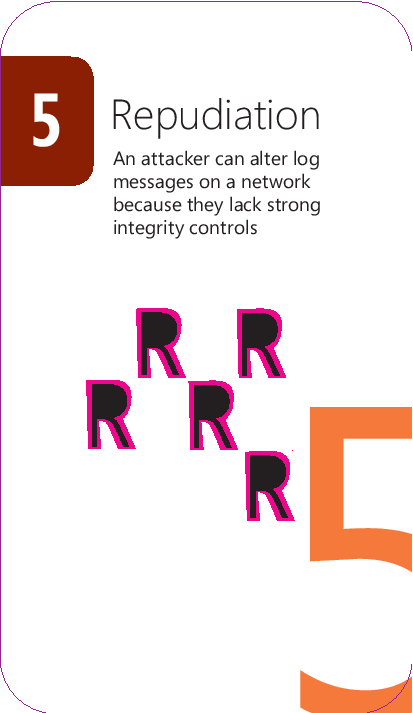 5
Repudiation
An attacker can alter log
messages on a network
because they lack strong
integrity controls
R R
R R
R
5